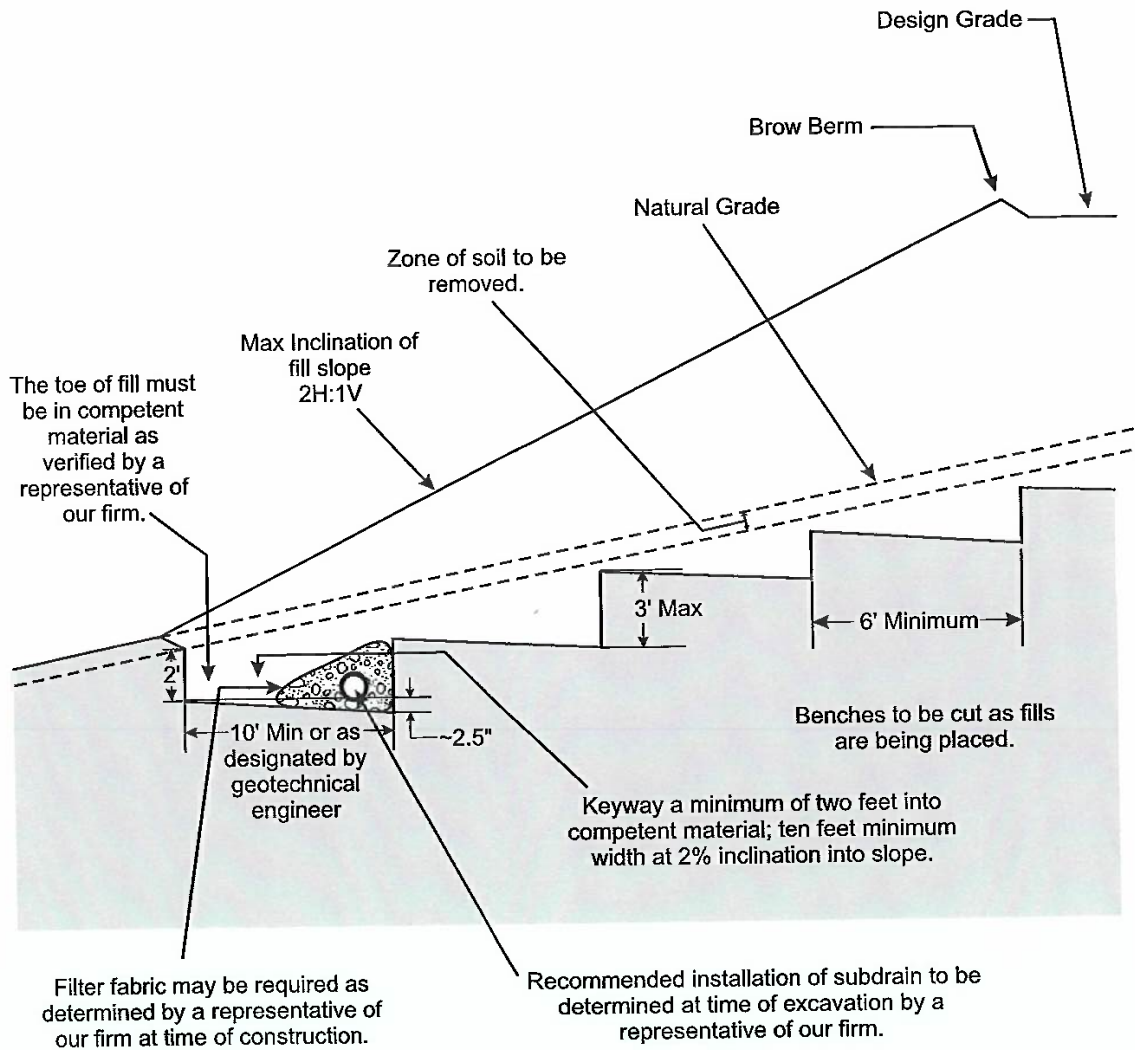 Design Grade
Brow Berm
Natural Grade
Zone of soil to be
removed.
Max Inclination of
fill slope
2H:1V
The toe of fill must
be in competent
material as
verified by a
representative of
our firm.
3' Max
6' Minimum
2'
10' Min or as
designated by
geotechnical
engineer
~2.5"
Benches to be cut as fills
are being placed.
Keyway a minimum of two feet into
competent material; ten feet minimum
width at 2% inclination into slope.
Filter fabric may be required as
determined by a representative of
our firm at time of construction.
Recommended installation of subdrain to be
determined at time of excavation by a
representative of our firm.